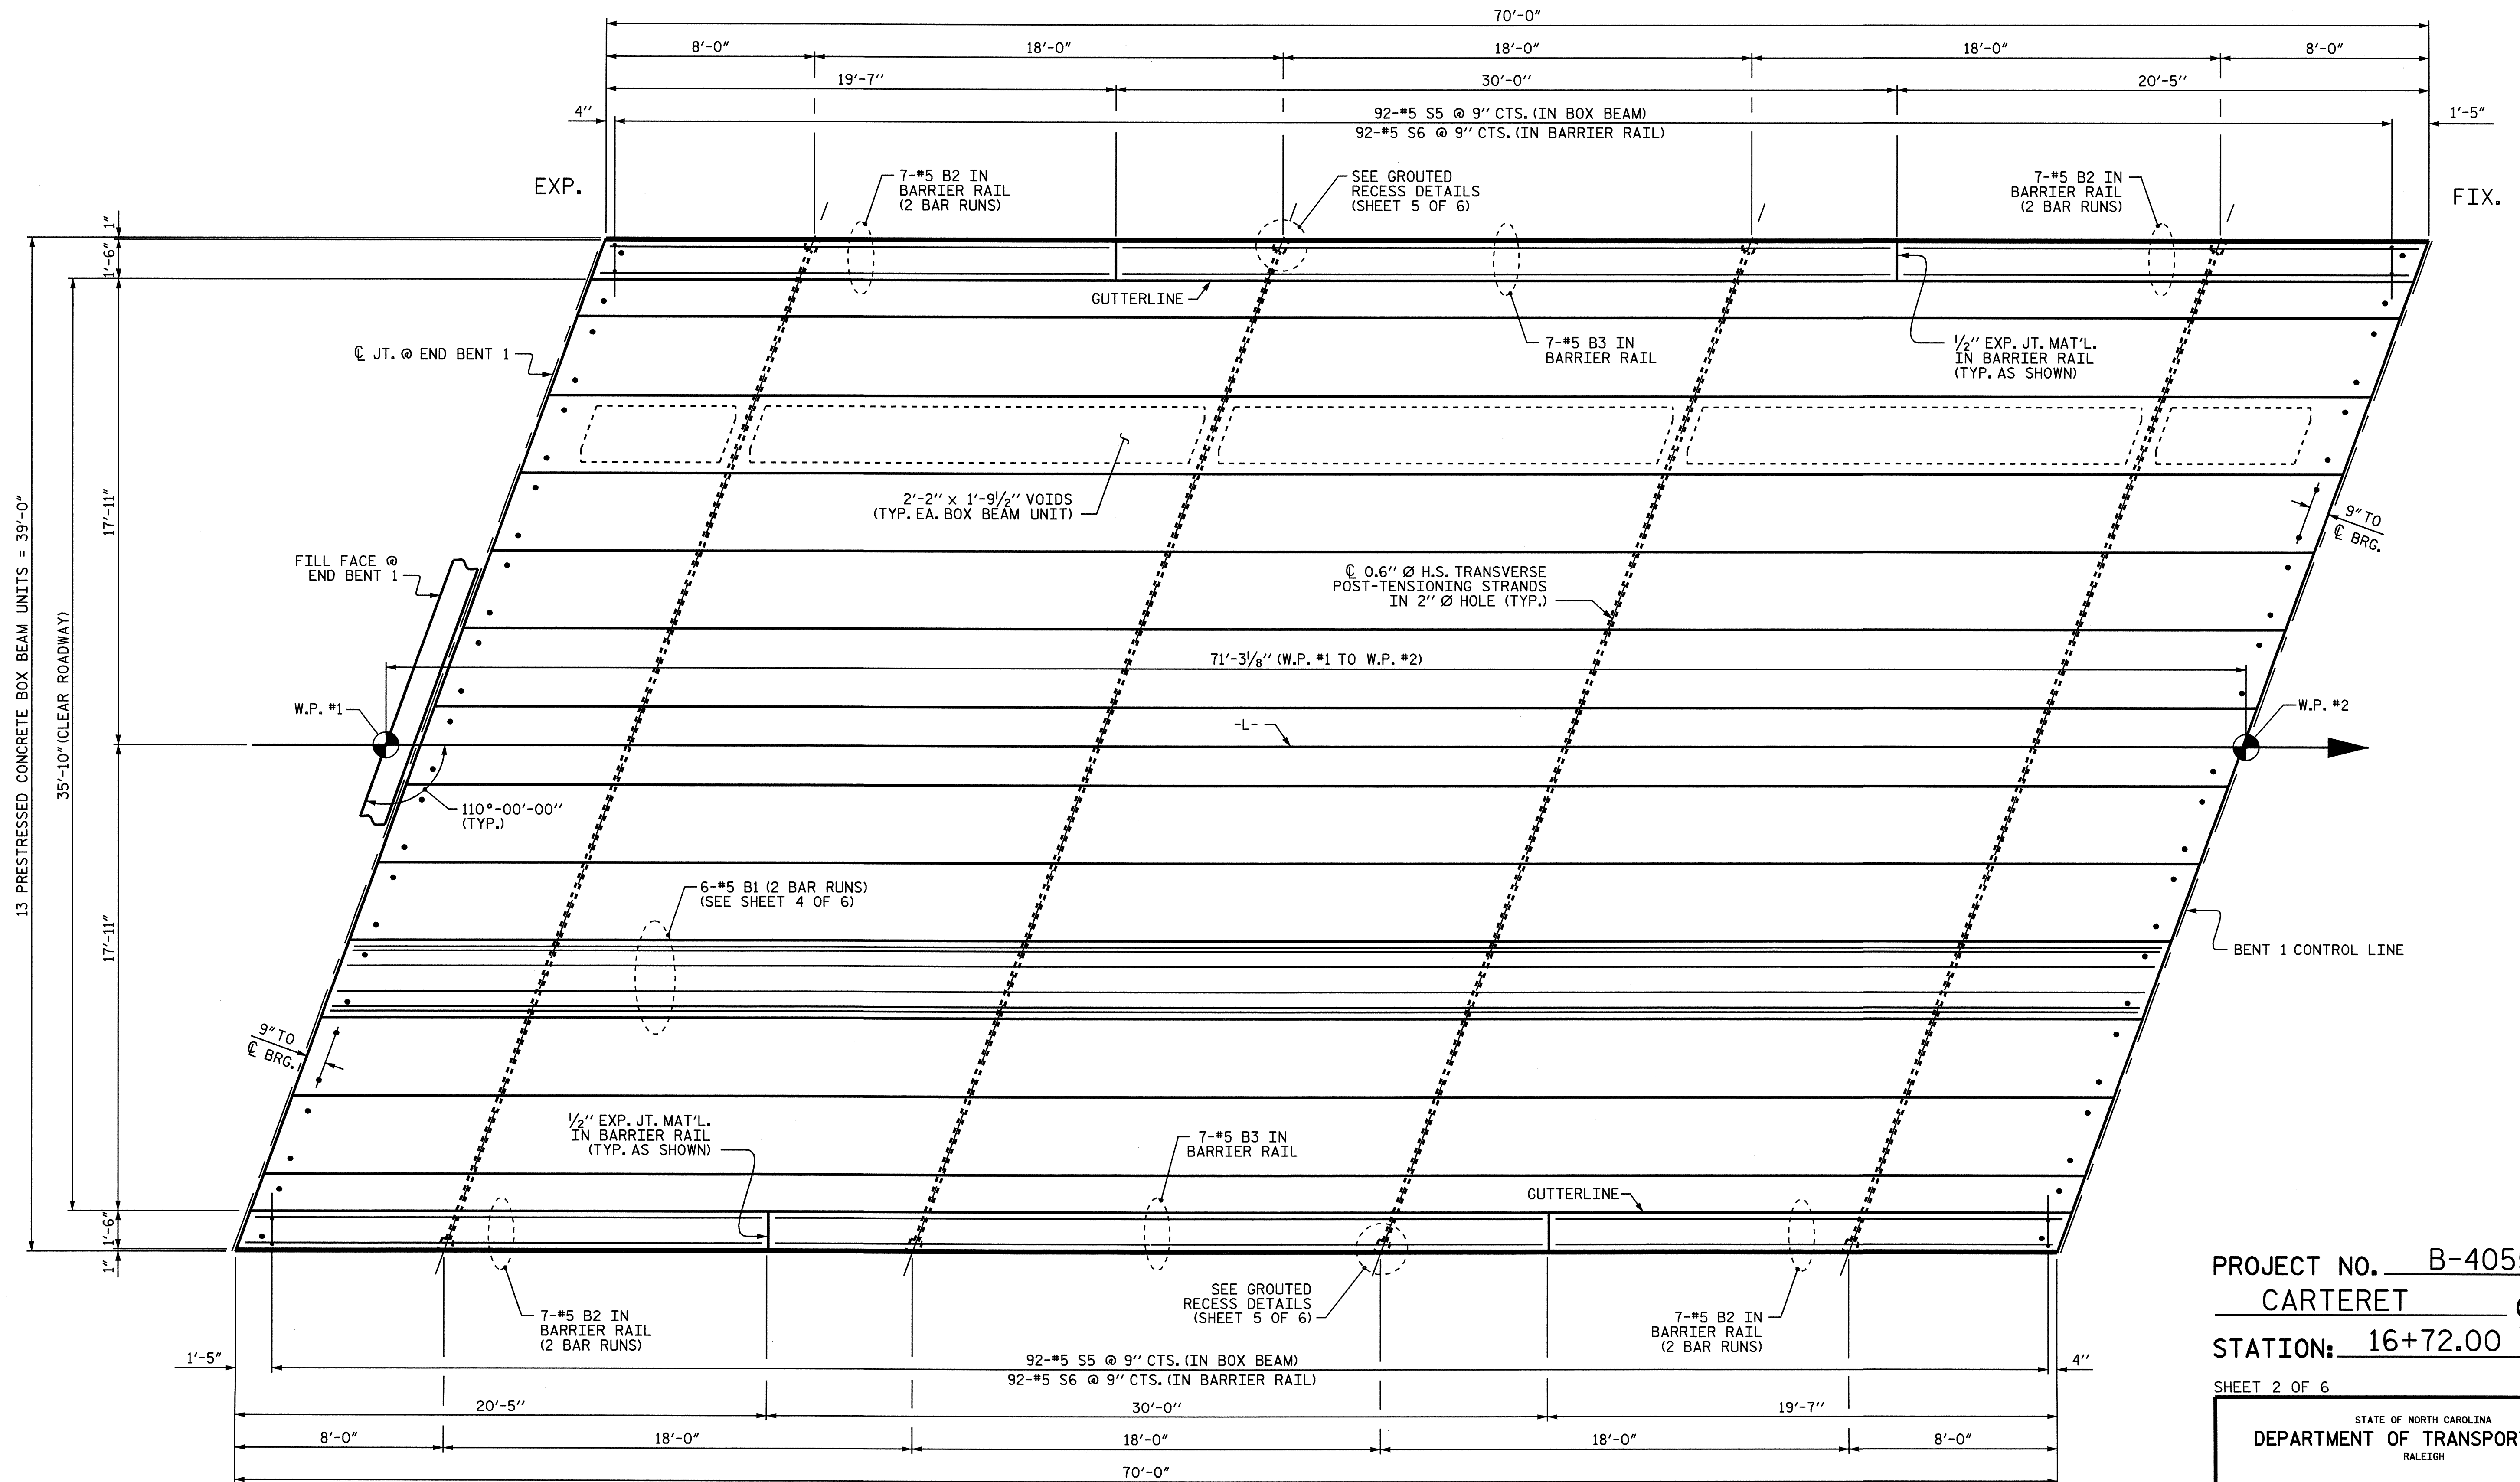 70'-0"
8'-0" 18'-0" 18'-0" 18'-0" 8'-0"
19'-7" 30'-0" 20'-5"
4" 92-#5 S5 @ 9" CTS. (IN BOX BEAM) 1'-5"
92-#5 S6 @ 9" CTS. (IN BARRIER RAIL)
EXP.
7-#5 B2 IN
BARRIER RAIL
(2 BAR RUNS)
SEE GROUTED
RECESS DETAILS
(SHEET 5 OF 6)
7-#5 B2 IN
BARRIER RAIL
(2 BAR RUNS)
FIX.
1"
1'-6"
GUTTERLINE
℄ JT. @ END BENT 1
7-#5 B3 IN
BARRIER RAIL
1/2" EXP. JT. MAT'L.
IN BARRIER RAIL
(TYP. AS SHOWN)
2'-2" x 1'-9 1/2" VOIDS
(TYP. EA. BOX BEAM UNIT)
9" TO
℄ BRG.
17'-11"
13 PRESTRESSED CONCRETE BOX BEAM UNITS = 39'-0"
35'-10" (CLEAR ROADWAY)
FILL FACE @
END BENT 1
℄ 0.6" Ø H.S. TRANSVERSE
POST-TENSIONING STRANDS
IN 2" Ø HOLE (TYP.)
71'-3 1/8" (W.P. #1 TO W.P. #2)
W.P. #1
-L-
W.P. #2
110°-00'-00"
(TYP.)
17'-11"
6-#5 B1 (2 BAR RUNS)
(SEE SHEET 4 OF 6)
BENT 1 CONTROL LINE
9" TO
℄ BRG.
1/2" EXP. JT. MAT'L.
IN BARRIER RAIL
(TYP. AS SHOWN)
7-#5 B3 IN
BARRIER RAIL
GUTTERLINE
1'-6"
1"
7-#5 B2 IN
BARRIER RAIL
(2 BAR RUNS)
SEE GROUTED
RECESS DETAILS
(SHEET 5 OF 6)
7-#5 B2 IN
BARRIER RAIL
(2 BAR RUNS)
1'-5" 92-#5 S5 @ 9" CTS. (IN BOX BEAM) 4"
92-#5 S6 @ 9" CTS. (IN BARRIER RAIL)
20'-5" 30'-0" 19'-7"
8'-0" 18'-0" 18'-0" 18'-0" 8'-0"
70'-0"
PROJECT NO. B-405
CARTERET
STATION: 16+72.00
SHEET 2 OF 6
STATE OF NORTH CAROLINA
DEPARTMENT OF TRANSPOR
RALEIGH